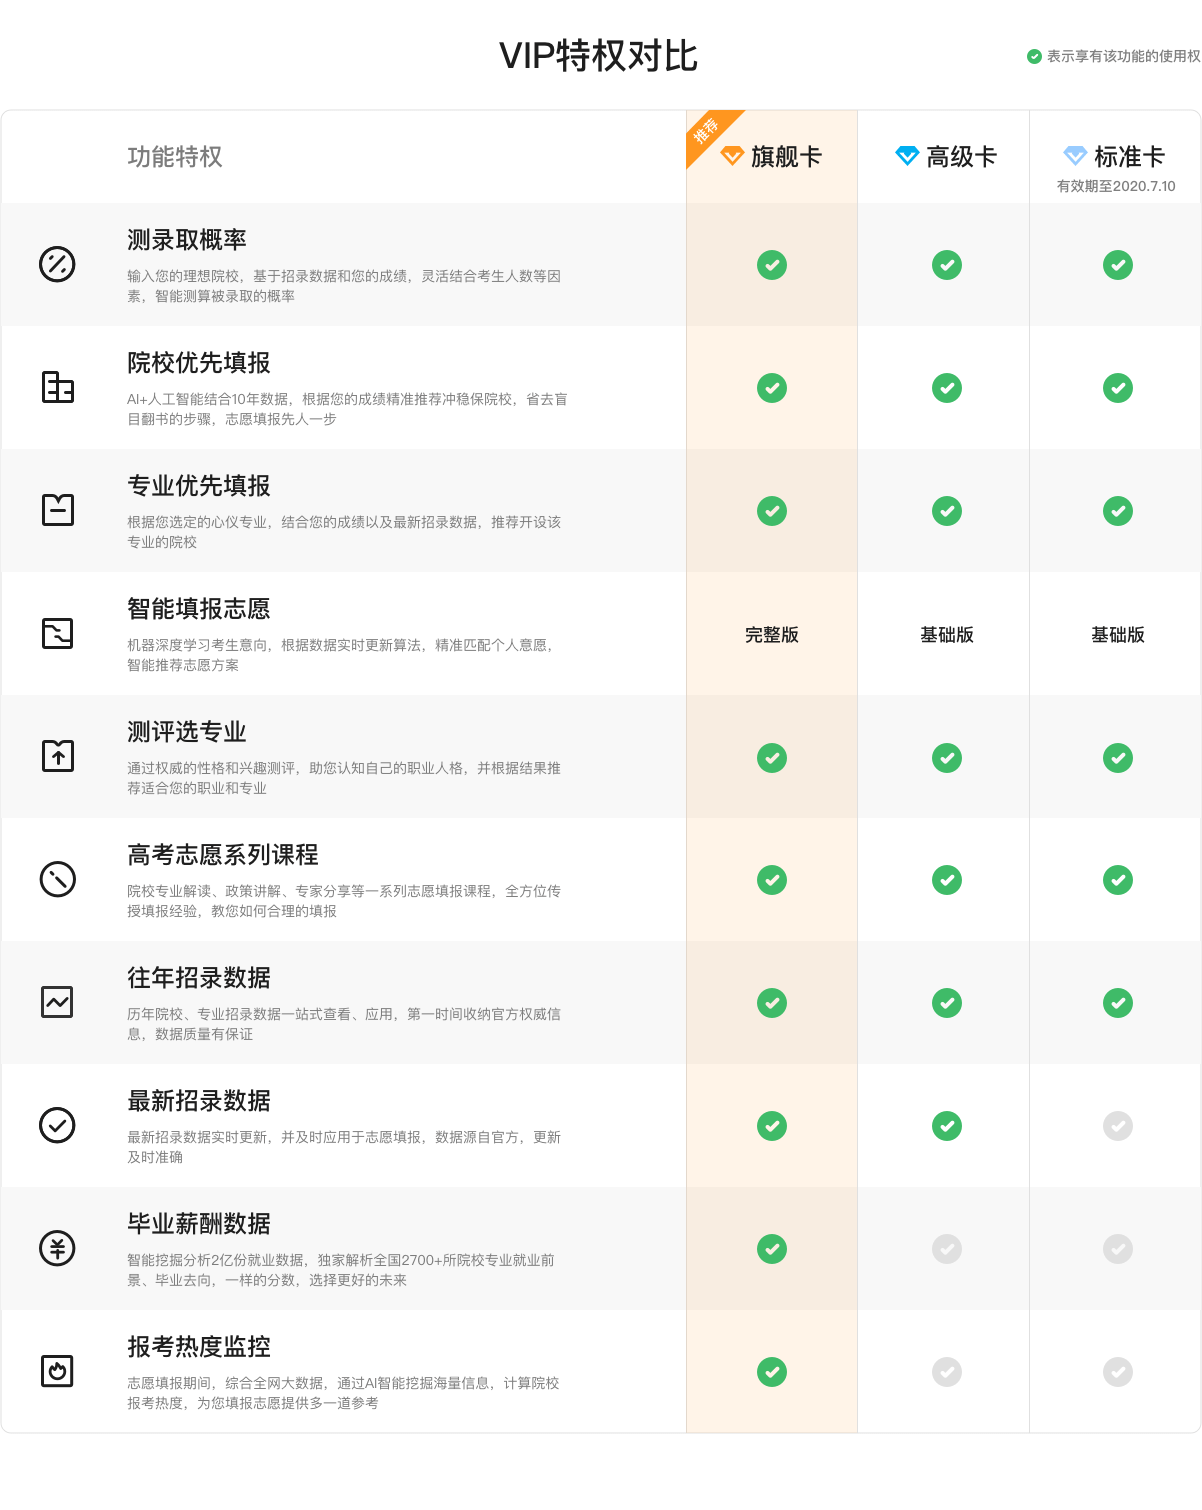 VIP特权对比
表示享有该功能的使用权
功能特权
推荐
旗舰卡
高级卡
标准卡
有效期至2020.7.10
测录取概率
输入您的理想院校，基于招录数据和您的成绩，灵活结合考生人数等因
素，智能测算被录取的概率
院校优先填报
AI+人工智能结合10年数据，根据您的成绩精准推荐冲稳保院校，省去盲
目翻书的步骤，志愿填报先人一步
专业优先填报
根据您选定的心仪专业，结合您的成绩以及最新招录数据，推荐开设该
专业的院校
智能填报志愿
机器深度学习考生意向，根据数据实时更新算法，精准匹配个人意愿，
智能推荐志愿方案
完整版
基础版
基础版
测评选专业
通过权威的性格和兴趣测评，助您认知自己的职业人格，并根据结果推
荐适合您的职业和专业
高考志愿系列课程
院校专业解读、政策讲解、专家分享等一系列志愿填报课程，全方位传
授填报经验，教您如何合理的填报
往年招录数据
历年院校、专业招录数据一站式查看、应用，第一时间收纳官方权威信
息，数据质量有保证
最新招录数据
最新招录数据实时更新，并及时应用于志愿填报，数据源自官方，更新
及时准确
毕业薪酬数据
智能挖掘分析2亿份就业数据，独家解析全国2700+所院校专业就业前
景、毕业去向，一样的分数，选择更好的未来
报考热度监控
志愿填报期间，综合全网大数据，通过AI智能挖掘海量信息，计算院校
报考热度，为您填报志愿提供多一道参考